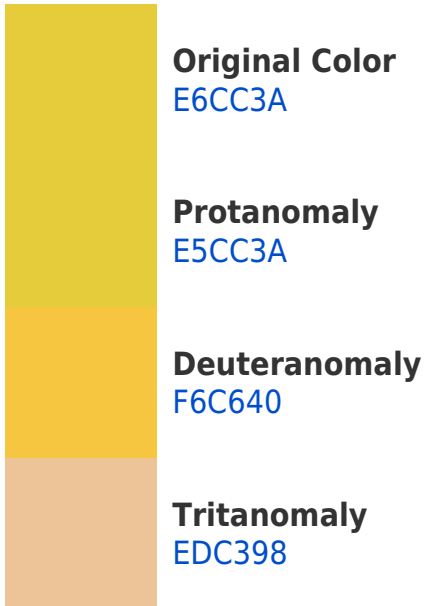 Original Color
E6CC3A
Protanomaly
E5CC3A
Deuteranomaly
F6C640
Tritanomaly
EDC398